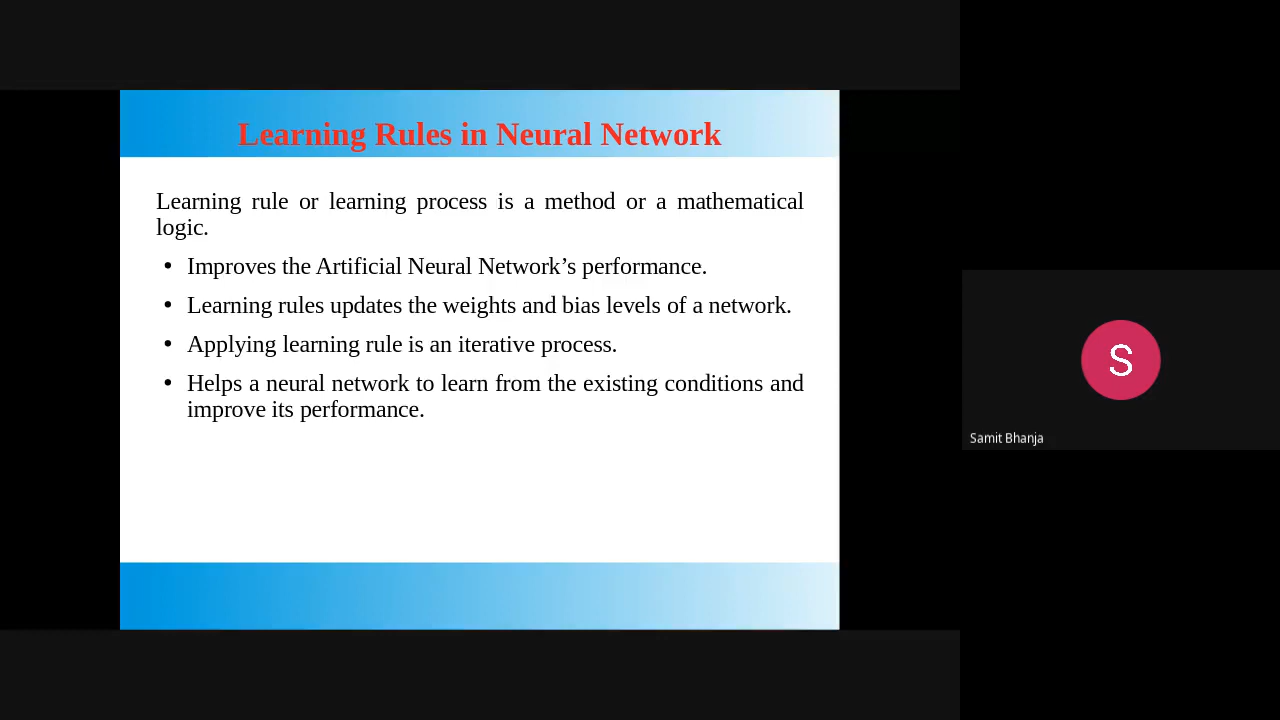 Learning Rules in Neural Network
Learning rule or learning process is a method or a mathematical
logic.
• Improves the Artificial Neural Network’s performance.
• Learning rules updates the weights and bias levels of a network.
• Applying learning rule is an iterative process.
• Helps a neural network to learn from the existing conditions and
improve its performance.
S
Samit Bhanja